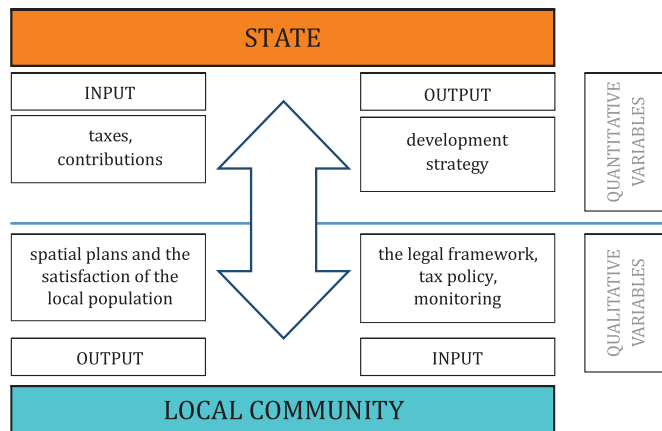 STATE
INPUT
OUTPUT
taxes,
contributions
development
strategy
QUANTITATIVE
VARIABLES
spatial plans and the
satisfaction of the
local population
the legal framework,
tax policy,
monitoring
QUALITATIVE
VARIABLES
OUTPUT
INPUT
LOCAL COMMUNITY